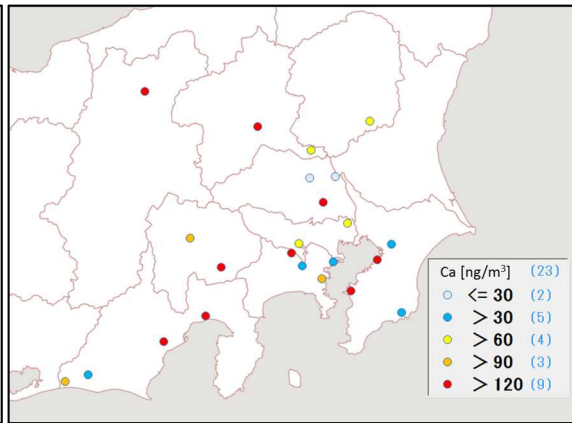 Ca [ng/m³] (23)
<= 30 (2)
> 30 (5)
> 60 (4)
> 90 (3)
> 120 (9)